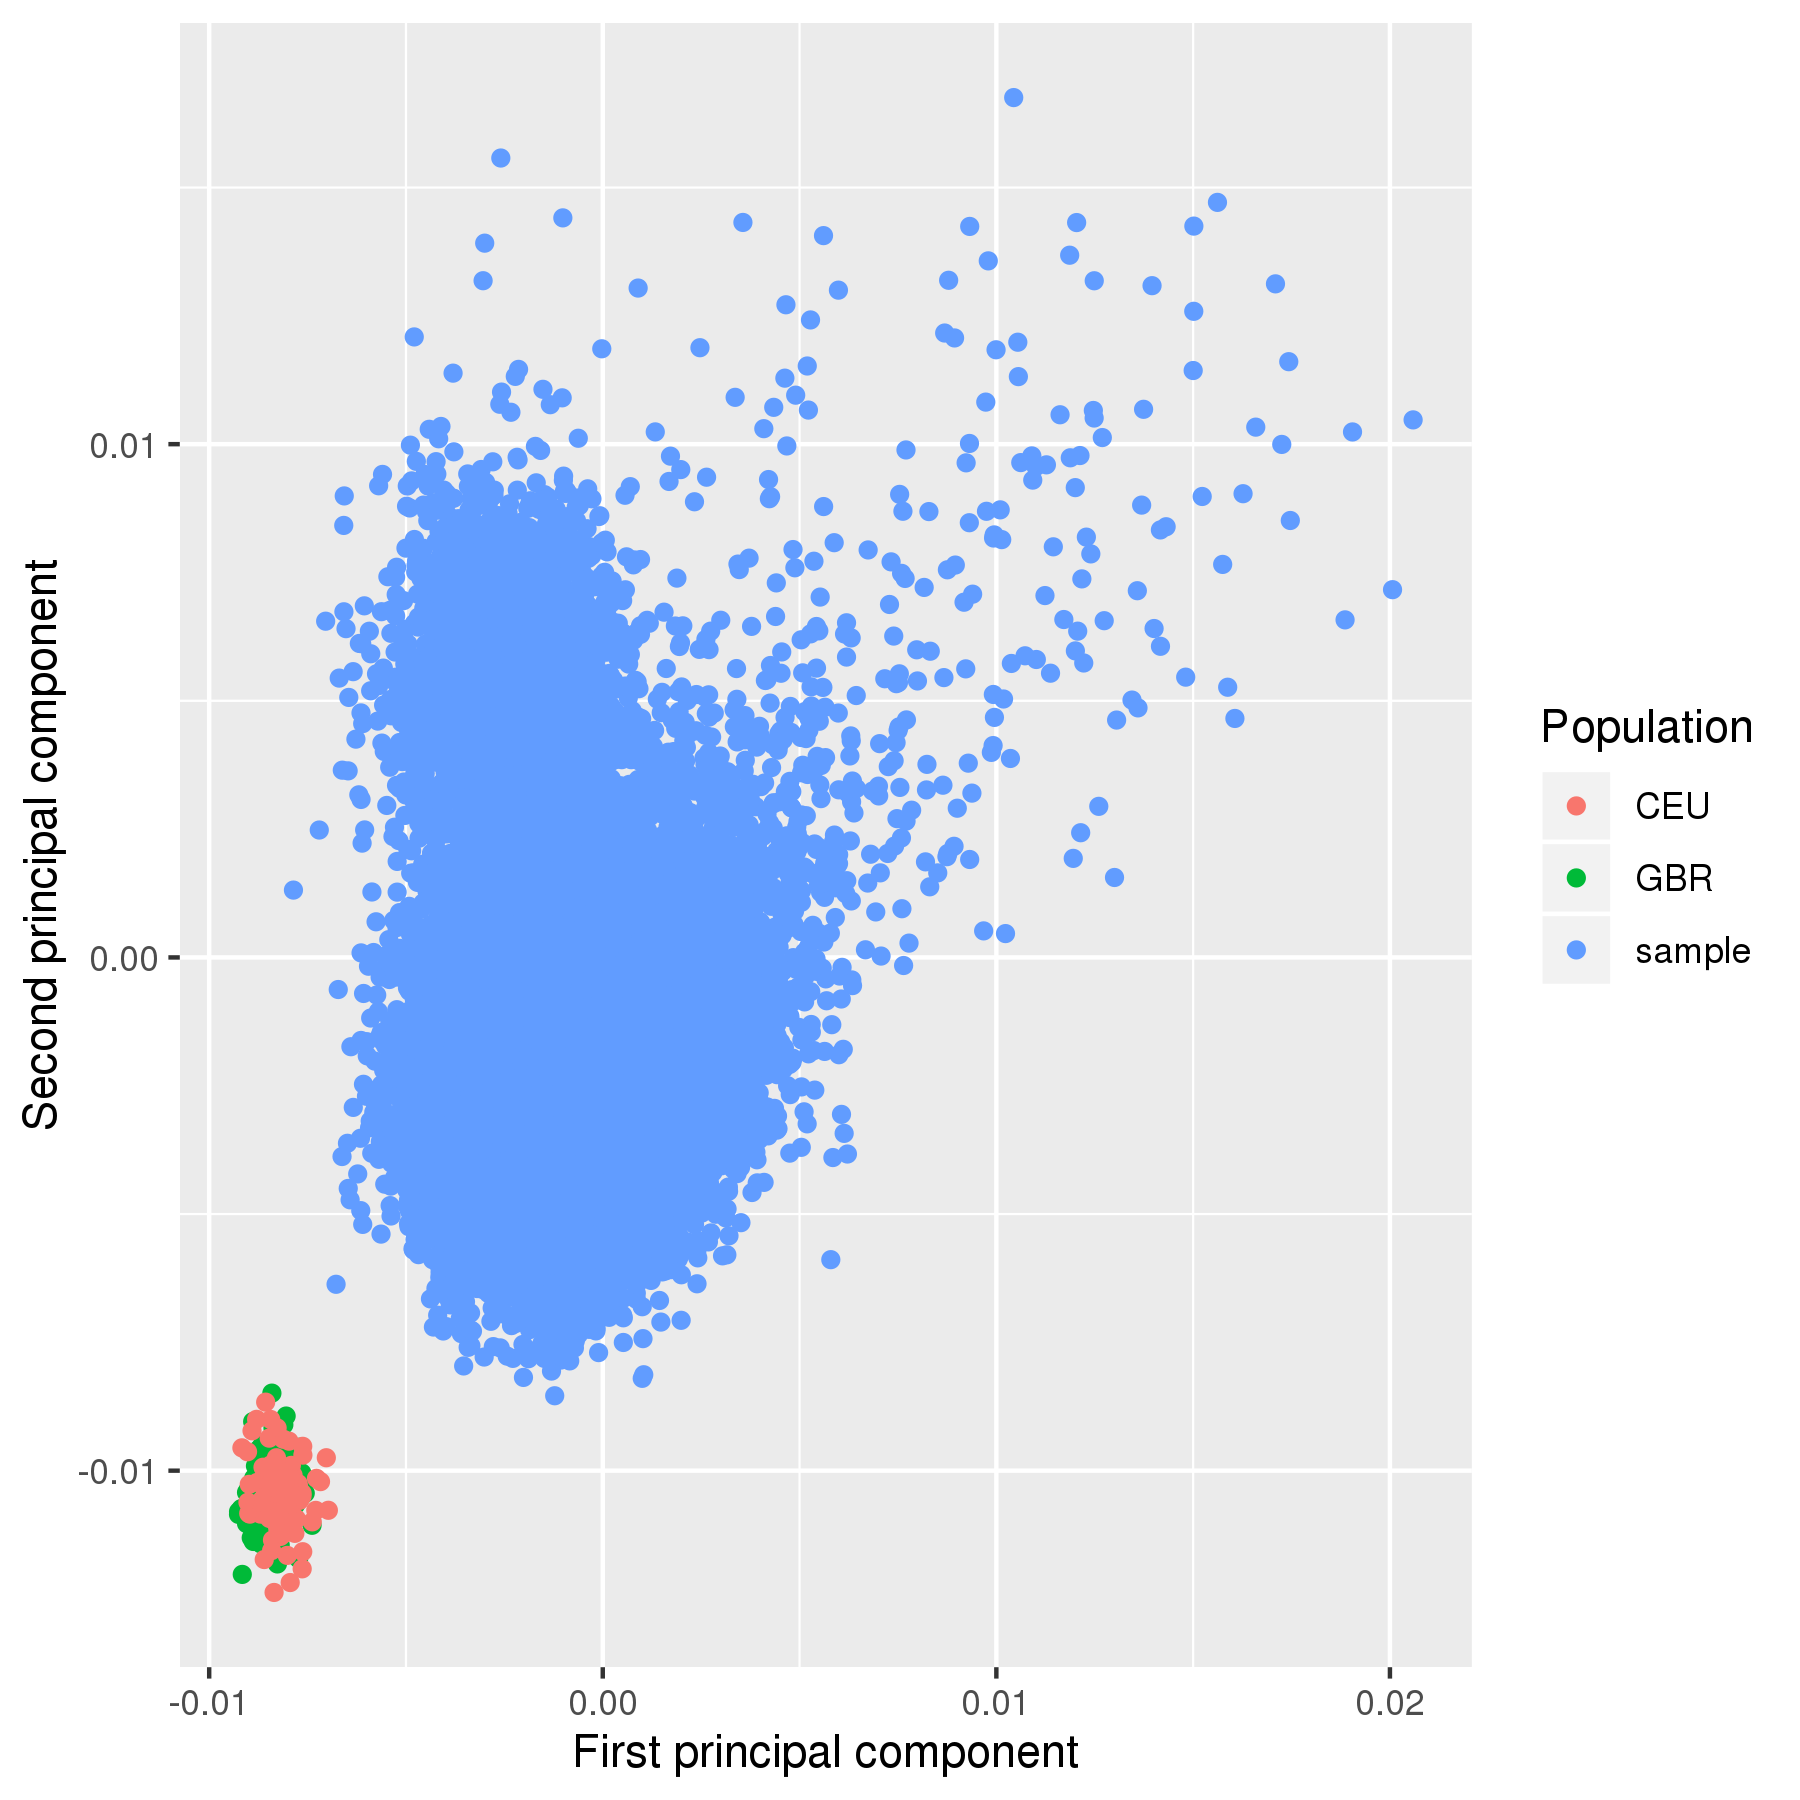 Second principal component
0.01
0.00
-0.01
-0.01 0.00 0.01 0.02
First principal component
Population
CEU
GBR
sample